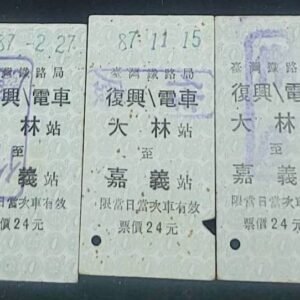 87-2.27
臺灣鐵路局
復興/電車
林站
至
義站
限當日當次車有效
票價24元
87.11.15
臺灣鐵路局
復興/電車
大林站
至
嘉義站
限當日當次車有效
票價24元
臺灣鐵路
復興/電車
大林
至
嘉義
限當日當次車有效
票價24元